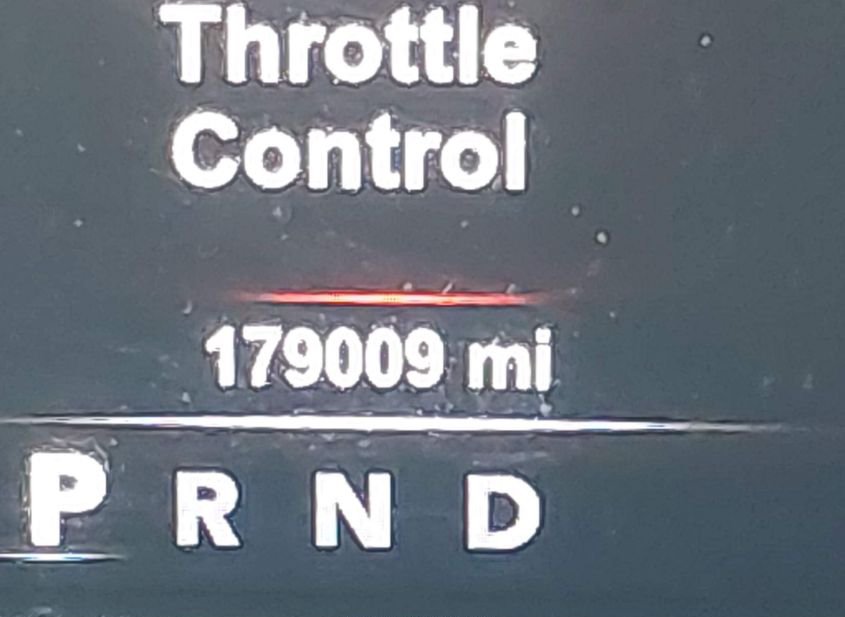 Throttle
Control
179009 mi
P R N D